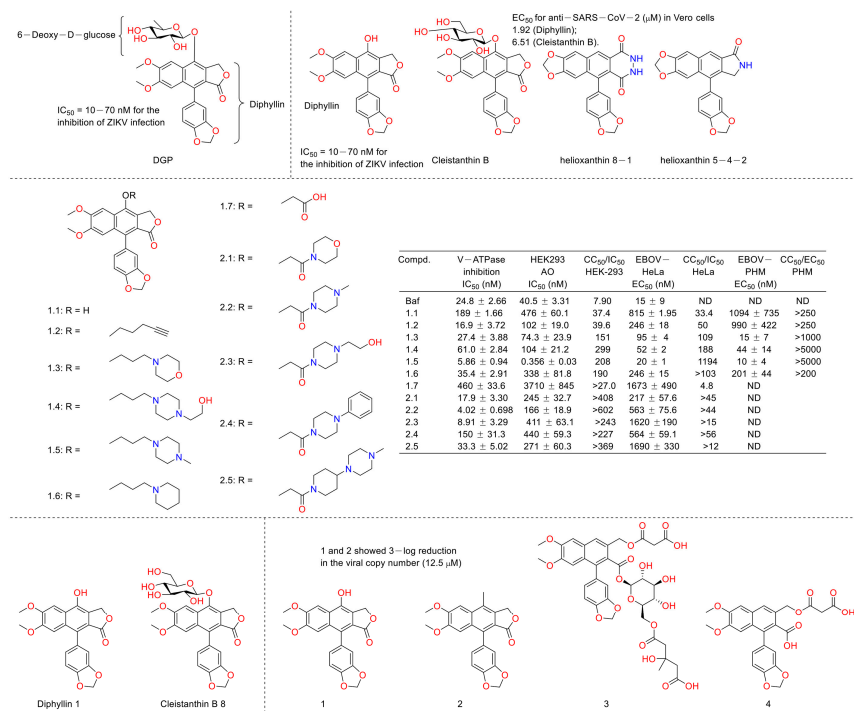 6−Deoxy−D−glucose
IC50 = 10−70 nM for the
inhibition of ZIKV infection
Diphyllin
DGP
EC50 for anti−SARS−CoV−2 (μM) in Vero cells
1.92 (Diphyllin);
6.51 (Cleistanthin B).
Diphyllin
IC50 = 10−70 nM for
the inhibition of ZIKV infection
Cleistanthin B
helioxanthin 8−1
helioxanthin 5−4−2
1.1: R = H
1.2: R =
1.3: R =
1.4: R =
1.5: R =
1.6: R =
1.7: R =
2.1: R =
2.2: R =
2.3: R =
2.4: R =
2.5: R =
Compd. V−ATPase HEK293 CC50/IC50 EBOV− CC50/IC50 EBOV− CC50/EC50
inhibition AO HEK-293 HeLa HeLa PHM PHM
IC50 (nM) IC50 (nM) EC50 (nM) EC50 (nM)
Baf 24.8 ± 2.66 40.5 ± 3.31 7.90 15 ± 9 ND ND ND
1.1 189 ± 1.66 476 ± 60.1 37.4 815 ± 1.95 33.4 1094 ± 735 >250
1.2 16.9 ± 3.72 102 ± 19.0 39.6 246 ± 18 50 990 ± 422 >250
1.3 27.4 ± 3.88 74.3 ± 23.9 151 95 ± 4 109 15 ± 7 >1000
1.4 61.0 ± 2.84 104 ± 21.2 299 52 ± 2 188 44 ± 14 >5000
1.5 5.86 ± 0.94 0.356 ± 0.03 208 20 ± 1 1194 10 ± 4 >5000
1.6 35.4 ± 2.91 338 ± 81.8 190 246 ± 15 >103 201 ± 44 >200
1.7 460 ± 33.6 3710 ± 845 >27.0 1673 ± 490 4.8 ND
2.1 17.9 ± 3.30 245 ± 32.7 >408 217 ± 57.6 >45 ND
2.2 4.02 ± 0.698 166 ± 18.9 >602 563 ± 75.6 >44 ND
2.3 8.91 ± 3.29 411 ± 63.1 >243 1620 ±190 >15 ND
2.4 150 ± 31.3 440 ± 59.3 >227 564 ± 59.1 >56 ND
2.5 33.3 ± 5.02 271 ± 60.3 >369 1690 ± 330 >12 ND
Diphyllin 1
Cleistanthin B 8
1 and 2 showed 3−log reduction
in the viral copy number (12.5 μM)
1
2
3
4